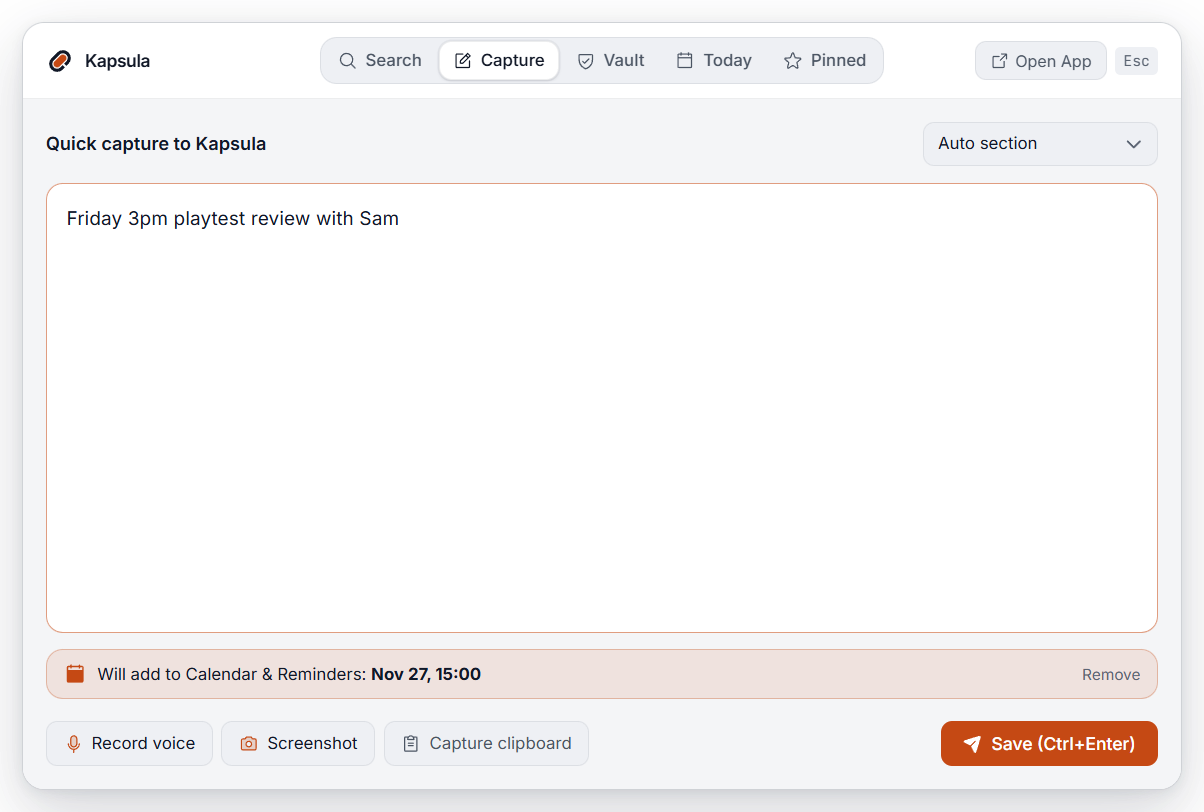 Kapsula
Search Capture Vault Today Pinned
Open App Esc
Quick capture to Kapsula
Auto section
Friday 3pm playtest review with Sam
Will add to Calendar & Reminders: Nov 27, 15:00
Remove
Record voice Screenshot Capture clipboard
Save (Ctrl+Enter)